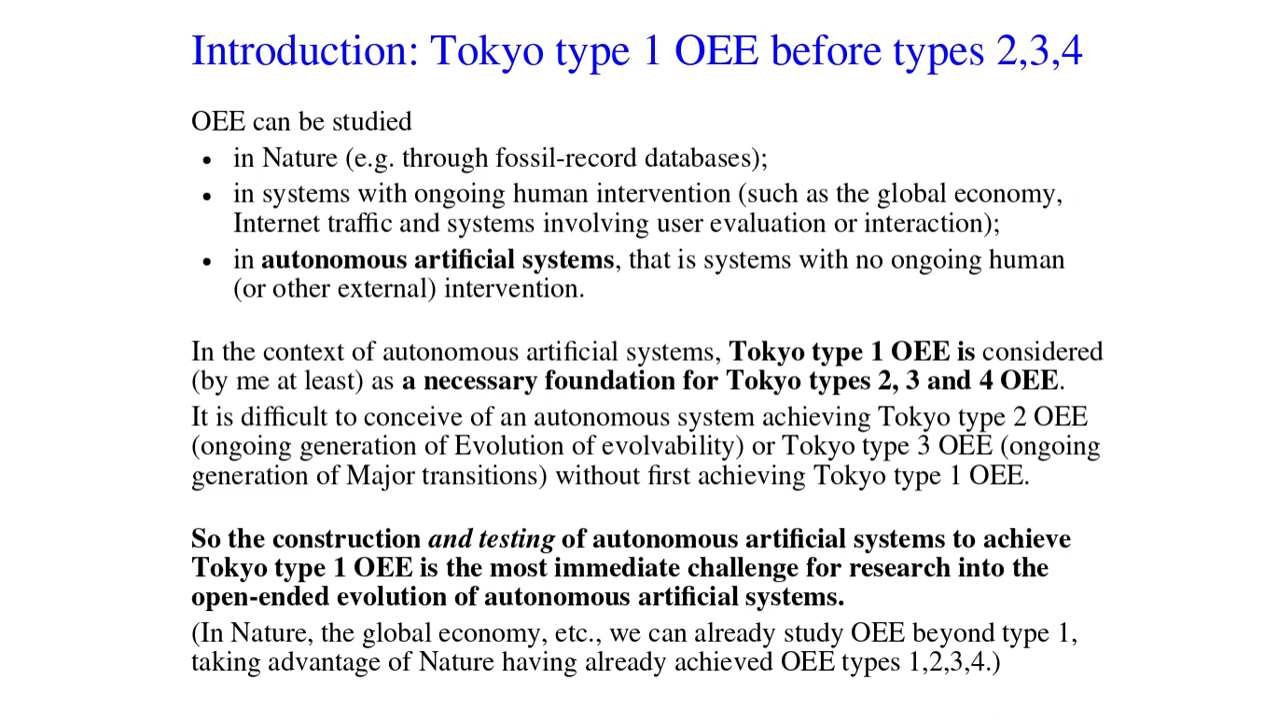 Introduction: Tokyo type 1 OEE before types 2,3,4
OEE can be studied
• in Nature (e.g. through fossil-record databases);
• in systems with ongoing human intervention (such as the global economy,
Internet traffic and systems involving user evaluation or interaction);
• in autonomous artificial systems, that is systems with no ongoing human
(or other external) intervention.
In the context of autonomous artificial systems, Tokyo type 1 OEE is considered
(by me at least) as a necessary foundation for Tokyo types 2, 3 and 4 OEE.
It is difficult to conceive of an autonomous system achieving Tokyo type 2 OEE
(ongoing generation of Evolution of evolvability) or Tokyo type 3 OEE (ongoing
generation of Major transitions) without first achieving Tokyo type 1 OEE.
So the construction and testing of autonomous artificial systems to achieve
Tokyo type 1 OEE is the most immediate challenge for research into the
open-ended evolution of autonomous artificial systems.
(In Nature, the global economy, etc., we can already study OEE beyond type 1,
taking advantage of Nature having already achieved OEE types 1,2,3,4.)